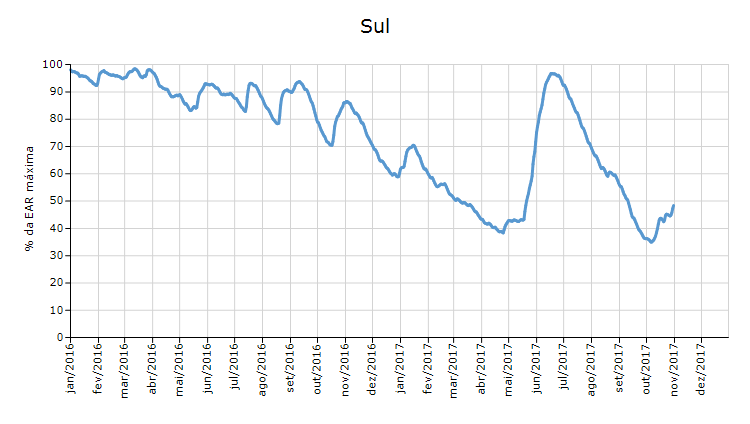 Sul
% da EAR máxima
100
90
80
70
60
50
40
30
20
10
0
jan/2016
fev/2016
mar/2016
abr/2016
mai/2016
jun/2016
jul/2016
ago/2016
set/2016
out/2016
nov/2016
dez/2016
jan/2017
fev/2017
mar/2017
abr/2017
mai/2017
jun/2017
jul/2017
ago/2017
set/2017
out/2017
nov/2017
dez/2017